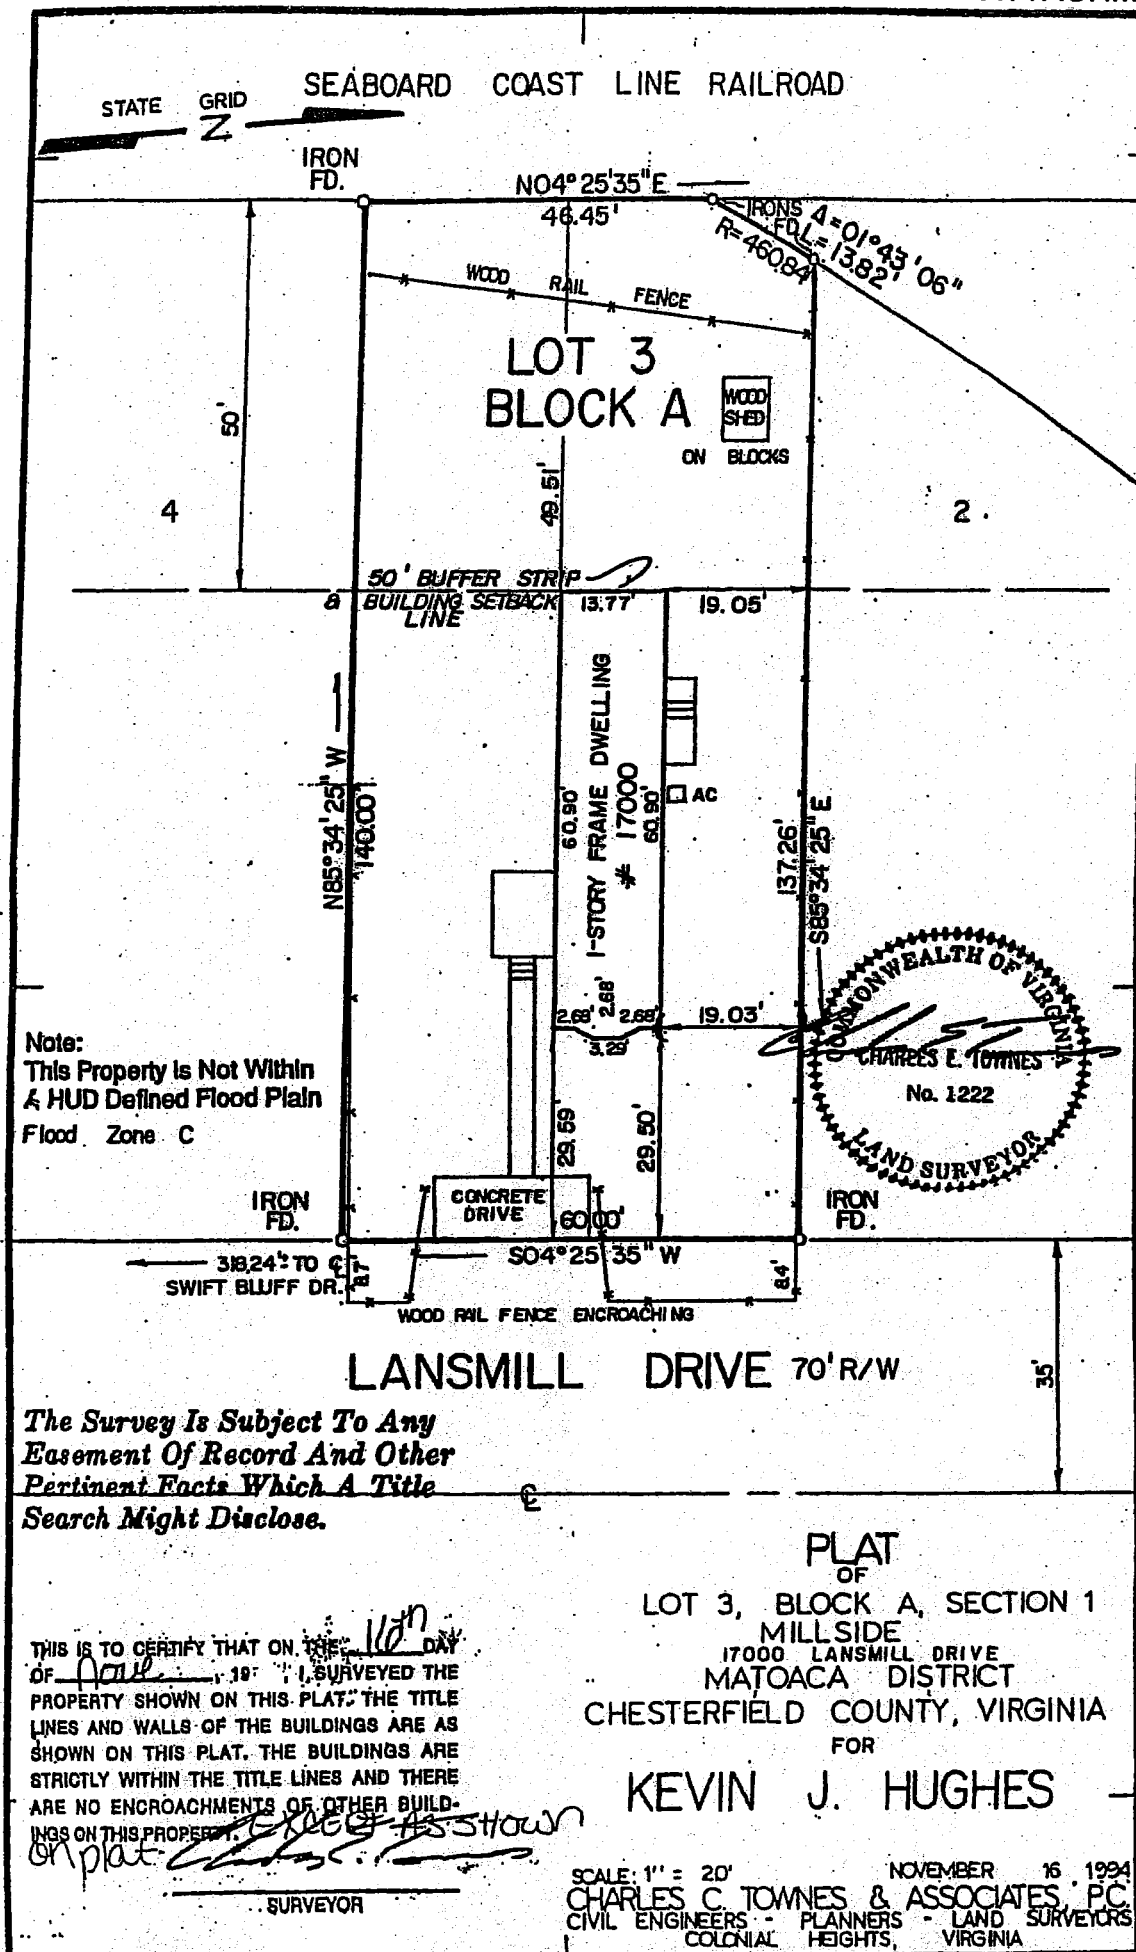 SEABOARD COAST LINE RAILROAD
STATE GRID
Z
IRON
FD.
N04°25'35"E
46.45'
IRONS
FD.
Δ=01°43'06"
L=13.82'
R=460.84'
WOOD RAIL FENCE
LOT 3
BLOCK A
WOOD
SHED
ON BLOCKS
50'
49.51'
4
2
50' BUFFER STRIP
a
BUILDING SETBACK
LINE
13.77'
19.05'
N85°34'25" W
140.00'
60.90'
1-STORY FRAME DWELLING
# 17000
60.90'
AC
137.26'
S85°34'25" E
2.68'
2.68'
2.68'
19.03'
COMMONWEALTH OF VIRGINIA
CHARLES E. TOWNES
No. 1222
LAND SURVEYOR
Note:
This Property is Not Within
A HUD Defined Flood Plain
Flood Zone C
29.59
29.50'
IRON
FD.
CONCRETE
DRIVE
60.00'
IRON
FD.
S04°25'35" W
318.24'± TO ℄
SWIFT BLUFF DR.
8.7'
8.4'
WOOD RAIL FENCE ENCROACHING
LANSMILL DRIVE 70' R/W
35'
The Survey Is Subject To Any
Easement Of Record And Other
Pertinent Facts Which A Title
Search Might Disclose.
℄
PLAT
OF
LOT 3, BLOCK A, SECTION 1
MILLSIDE
17000 LANSMILL DRIVE
MATOACA DISTRICT
CHESTERFIELD COUNTY, VIRGINIA
FOR
KEVIN J. HUGHES
THIS IS TO CERTIFY THAT ON THE 16th DAY
OF Nove , 19 I SURVEYED THE
PROPERTY SHOWN ON THIS PLAT. THE TITLE
LINES AND WALLS OF THE BUILDINGS ARE AS
SHOWN ON THIS PLAT. THE BUILDINGS ARE
STRICTLY WITHIN THE TITLE LINES AND THERE
ARE NO ENCROACHMENTS OF OTHER BUILD-
INGS ON THIS PROPERTY. EXCEPT AS SHOWN
on plat
SURVEYOR
SCALE: 1" = 20' NOVEMBER 16, 1994
CHARLES C. TOWNES & ASSOCIATES, P.C.
CIVIL ENGINEERS - PLANNERS - LAND SURVEYORS
COLONIAL HEIGHTS, VIRGINIA